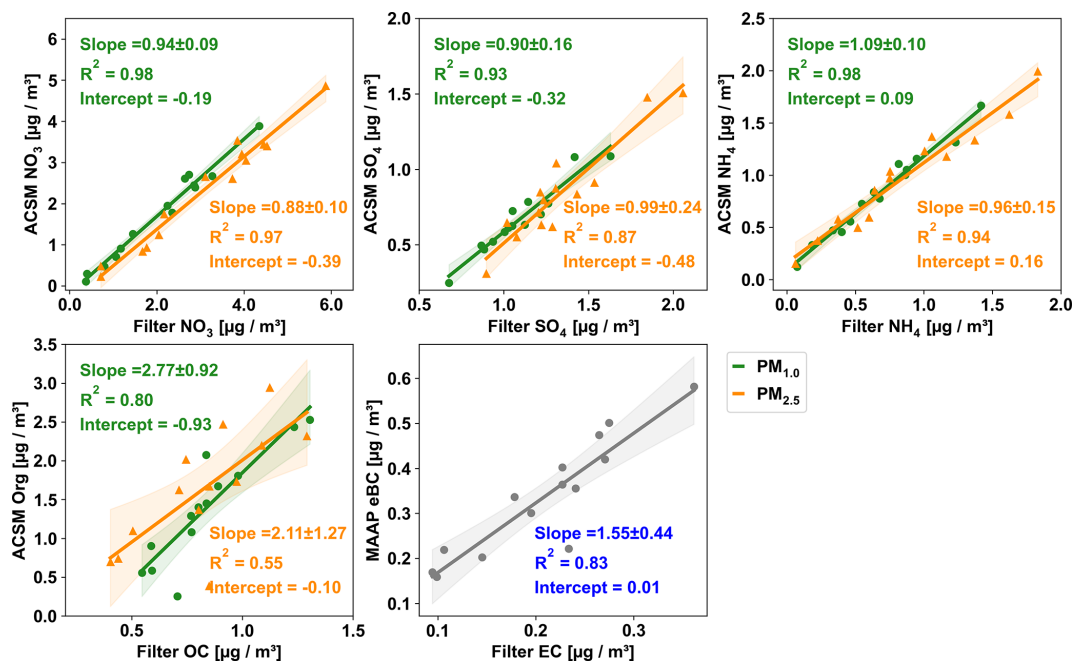 Slope =0.94±0.09
R² = 0.98
Intercept = -0.19
Slope =0.88±0.10
R² = 0.97
Intercept = -0.39
ACSM NO₃ [µg / m³]
6
5
4
3
2
1
0
0.0 2.0 4.0 6.0
Filter NO₃ [µg / m³]
Slope =0.90±0.16
R² = 0.93
Intercept = -0.32
Slope =0.99±0.24
R² = 0.87
Intercept = -0.48
ACSM SO₄ [µg / m³]
2.0
1.5
1.0
0.5
0.5 1.0 1.5 2.0
Filter SO₄ [µg / m³]
Slope =1.09±0.10
R² = 0.98
Intercept = 0.09
Slope =0.96±0.15
R² = 0.94
Intercept = 0.16
ACSM NH₄ [µg / m³]
2.5
2.0
1.5
1.0
0.5
0.0
0.0 0.5 1.0 1.5 2.0
Filter NH₄ [µg / m³]
Slope =2.77±0.92
R² = 0.80
Intercept = -0.93
Slope =2.11±1.27
R² = 0.55
Intercept = -0.10
ACSM Org [µg / m³]
3.5
3.0
2.5
2.0
1.5
1.0
0.5
0.0
0.5 1.0 1.5
Filter OC [µg / m³]
Slope =1.55±0.44
R² = 0.83
Intercept = 0.01
MAAP eBC [µg / m³]
0.6
0.5
0.4
0.3
0.2
0.1
0.1 0.2 0.3
Filter EC [µg / m³]
PM₁.₀
PM₂.₅